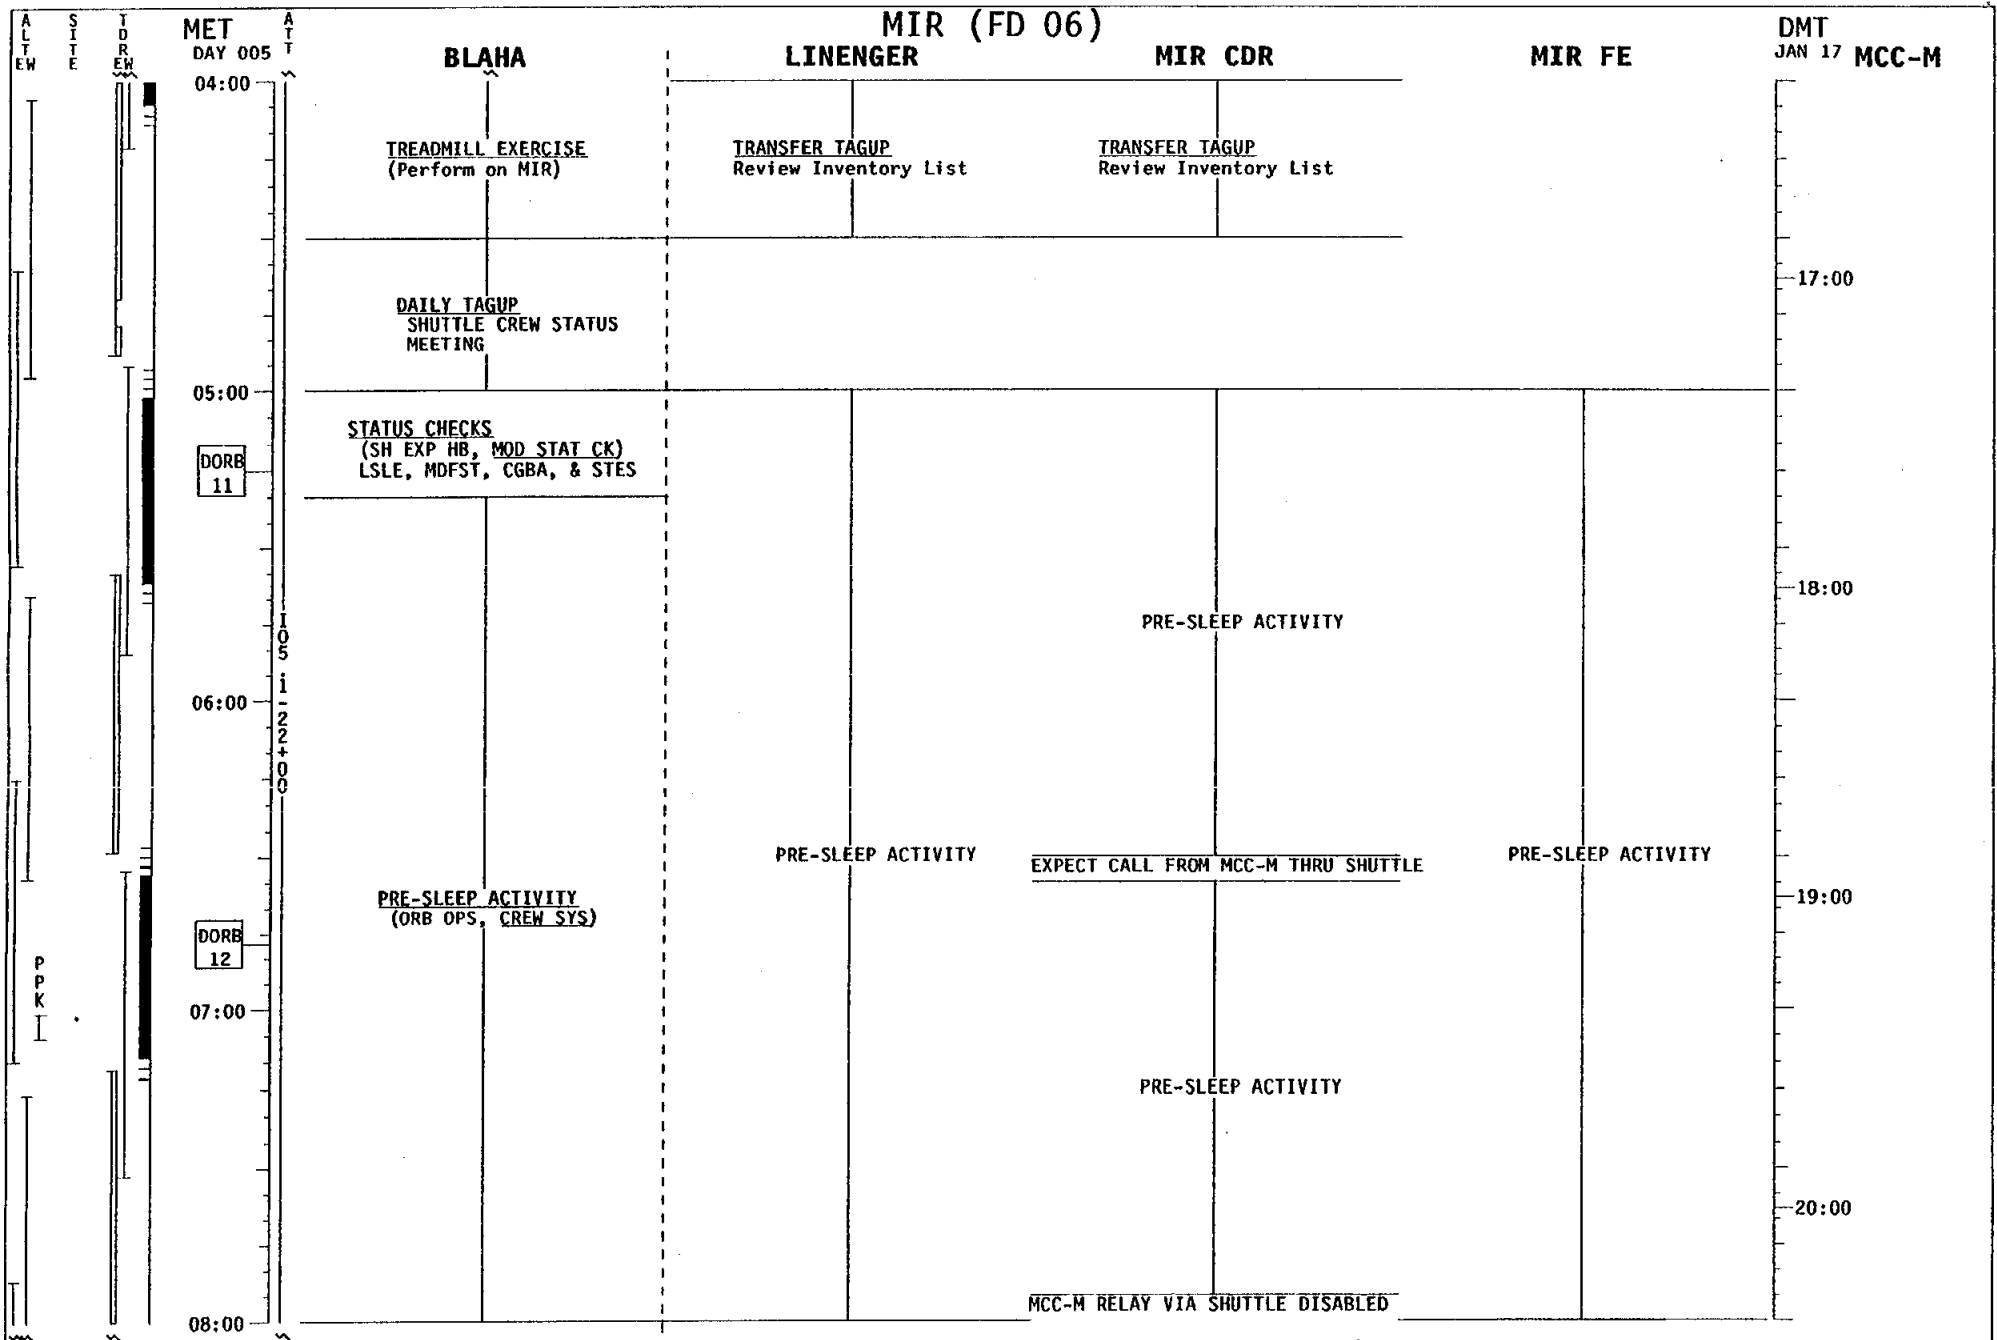 MIR (FD 06)
ALT
EW
SITE
TDR
EW
MET
DAY 005
ATT
BLAHA
LINENGER
MIR CDR
MIR FE
DMT
JAN 17
MCC-M
04:00
TREADMILL EXERCISE
(Perform on MIR)
TRANSFER TAGUP
Review Inventory List
TRANSFER TAGUP
Review Inventory List
17:00
DAILY TAGUP
SHUTTLE CREW STATUS
MEETING
05:00
STATUS CHECKS
(SH EXP HB, MOD STAT CK)
LSLE, MDFST, CGBA, & STES
DORB
11
18:00
IO5 i -22+00
PRE-SLEEP ACTIVITY
06:00
PRE-SLEEP ACTIVITY
EXPECT CALL FROM MCC-M THRU SHUTTLE
PRE-SLEEP ACTIVITY
PRE-SLEEP ACTIVITY
(ORB OPS, CREW SYS)
19:00
DORB
12
PPK
07:00
PRE-SLEEP ACTIVITY
20:00
MCC-M RELAY VIA SHUTTLE DISABLED
08:00